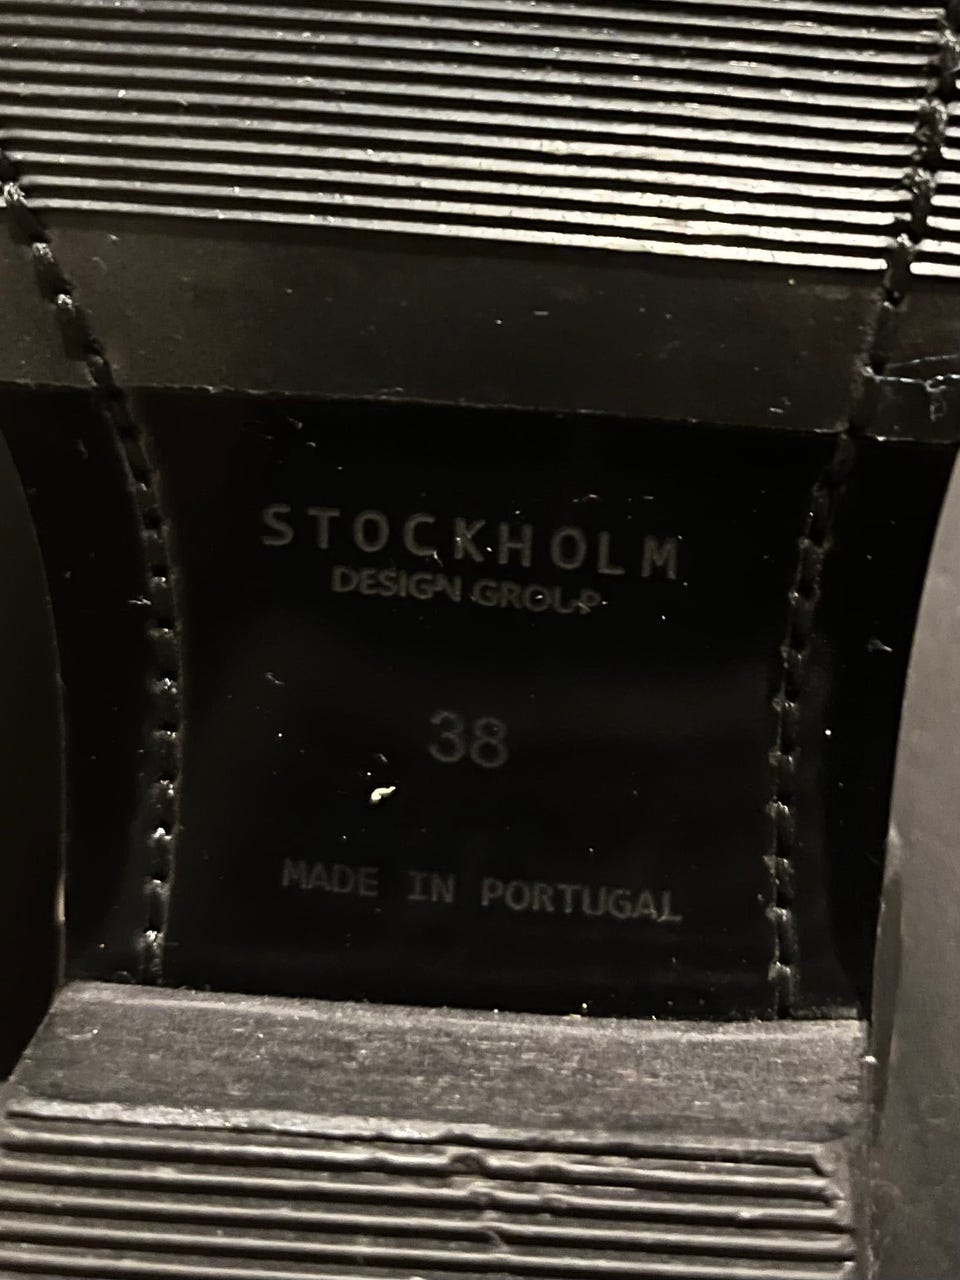 STOCKHOLM
DESIGN GROUP
38
MADE IN PORTUGAL